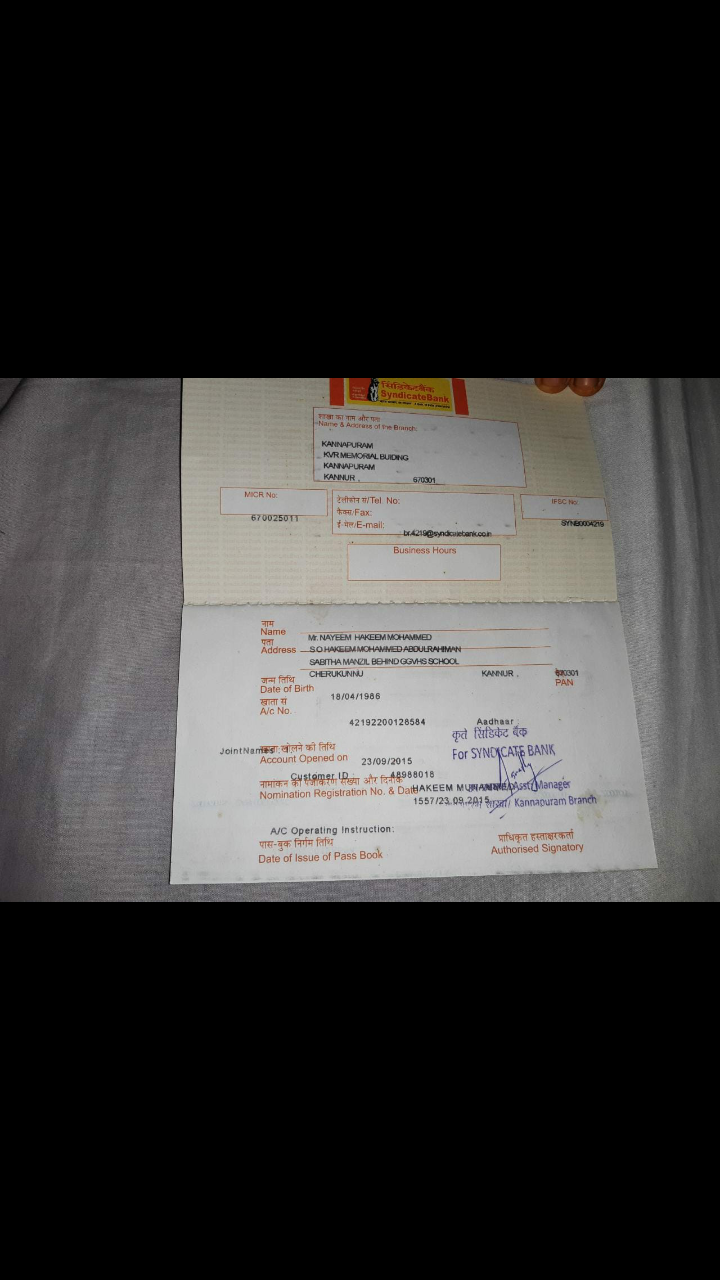 सिंडिकेटबैंक
SyndicateBank
शाखा का नाम और पता
Name & Address of the Branch:
KANNAPURAM
KVR MEMORIAL BUIDING
KANNAPURAM
KANNUR , 670301
MICR No:
670025011
टेलीफोन सं/Tel No:
फैक्स/Fax:
ई-मेल/E-mail:
br.4219@syndicatebank.co.in
IFSC No:
SYNB0004219
Business Hours
नाम
Name Mr. NAYEEM HAKEEM MOHAMMED
पता
Address S O HAKEEM MOHAMMED ABDULRAHIMAN
SABITHA MANZIL BEHIND GGVHS SCHOOL
CHERUKUNNU KANNUR , 670301
जन्म तिथि PAN
Date of Birth 18/04/1986
खाता सं
A/c No. 42192200128584 Aadhaar
कृते सिंडिकेट बैंक
JointNames : खाता खोलने की तिथि For SYNDICATE BANK
Account Opened on 23/09/2015
Customer ID 48988018
नामांकन का पंजीकरण संख्या और दिनांक Asst. Manager
Nomination Registration No. & Date HAKEEM MUHAMMED
1557/23.09.2015 शाखा/ Kannapuram Branch
A/C Operating Instruction:
पास-बुक निर्गम तिथि प्राधिकृत हस्ताक्षरकर्ता
Date of Issue of Pass Book Authorised Signatory